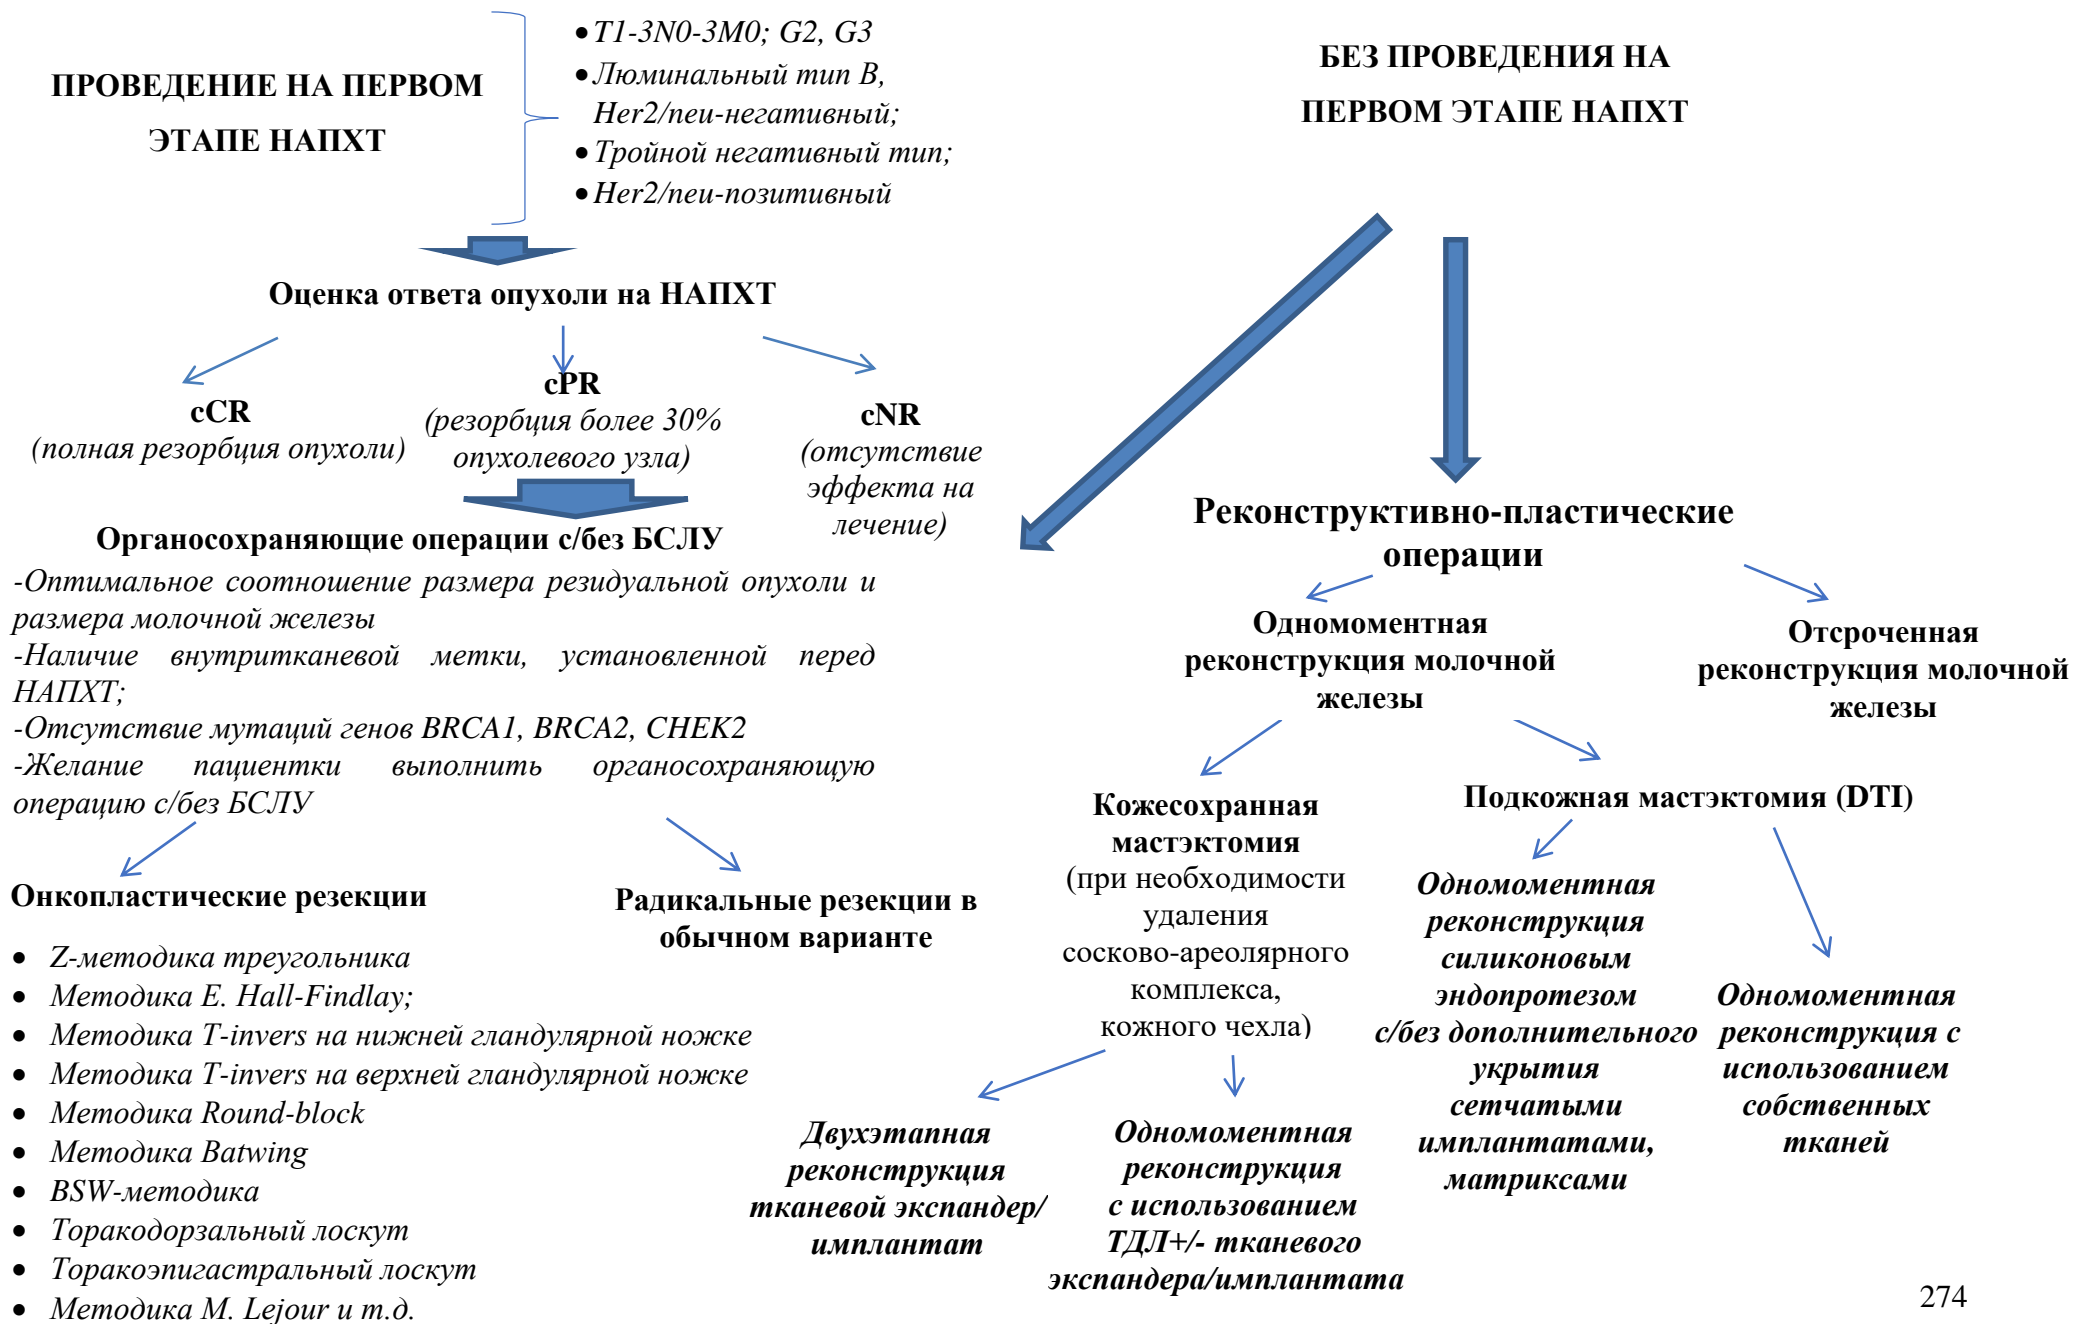 ПРОВЕДЕНИЕ НА ПЕРВОМ
ЭТАПЕ НАПХТ
•T1-3N0-3M0; G2, G3
•Люминальный тип B,
Her2/neu-негативный;
•Тройной негативный тип;
•Her2/neu-позитивный
БЕЗ ПРОВЕДЕНИЯ НА
ПЕРВОМ ЭТАПЕ НАПХТ
Оценка ответа опухоли на НАПХТ
cCR
(полная резорбция опухоли)
cPR
(резорбция более 30%
опухолевого узла)
cNR
(отсутствие
эффекта на
лечение)
Органосохраняющие операции с/без БСЛУ
-Оптимальное соотношение размера резидуальной опухоли и
размера молочной железы
-Наличие внутритканевой метки, установленной перед
НАПХТ;
-Отсутствие мутаций генов BRCA1, BRCA2, CHEK2
-Желание пациентки выполнить органосохраняющую
операцию с/без БСЛУ
Онкопластические резекции
• Z-методика треугольника
• Методика E. Hall-Findlay;
• Методика T-invers на нижней гландулярной ножке
• Методика T-invers на верхней гландулярной ножке
• Методика Round-block
• Методика Batwing
• BSW-методика
• Торакодорзальный лоскут
• Торакоэпигастральный лоскут
• Методика M. Lejour и т.д.
Радикальные резекции в
обычном варианте
Реконструктивно-пластические
операции
Одномоментная
реконструкция молочной
железы
Отсроченная
реконструкция молочной
железы
Кожесохранная
мастэктомия
(при необходимости
удаления
сосково-ареолярного
комплекса,
кожного чехла)
Подкожная мастэктомия (DTI)
Двухэтапная
реконструкция
тканевой экспандер/
имплантат
Одномоментная
реконструкция
с использованием
ТДЛ+/- тканевого
экспандера/имплантата
Одномоментная
реконструкция
силиконовым
эндопротезом
с/без дополнительного
укрытия
сетчатыми
имплантатами,
матриксами
Одномоментная
реконструкция с
использованием
собственных
тканей
274